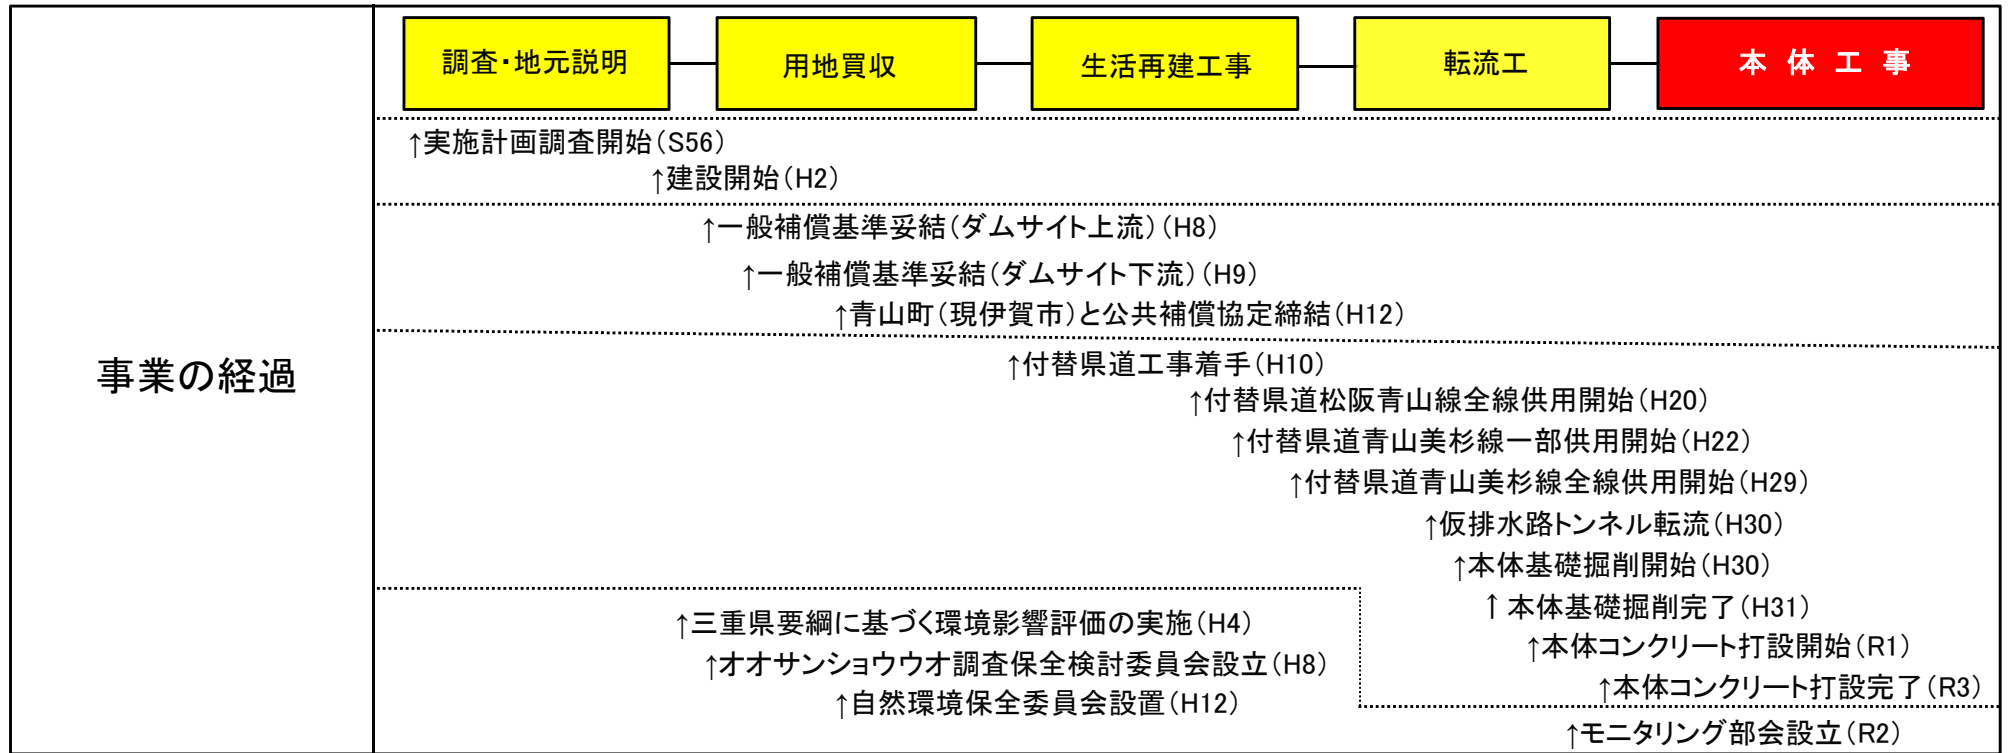 事業の経過
調査・地元説明
用地買収
生活再建工事
転流工
本体工事
↑実施計画調査開始(S56)
↑建設開始(H2)
↑一般補償基準妥結(ダムサイト上流)(H8)
↑一般補償基準妥結(ダムサイト下流)(H9)
↑青山町(現伊賀市)と公共補償協定締結(H12)
↑付替県道工事着手(H10)
↑付替県道松阪青山線全線供用開始(H20)
↑付替県道青山美杉線一部供用開始(H22)
↑付替県道青山美杉線全線供用開始(H29)
↑仮排水路トンネル転流(H30)
↑本体基礎掘削開始(H30)
↑本体基礎掘削完了(H31)
↑本体コンクリート打設開始(R1)
↑本体コンクリート打設完了(R3)
↑三重県要綱に基づく環境影響評価の実施(H4)
↑オオサンショウウオ調査保全検討委員会設立(H8)
↑自然環境保全委員会設置(H12)
↑モニタリング部会設立(R2)